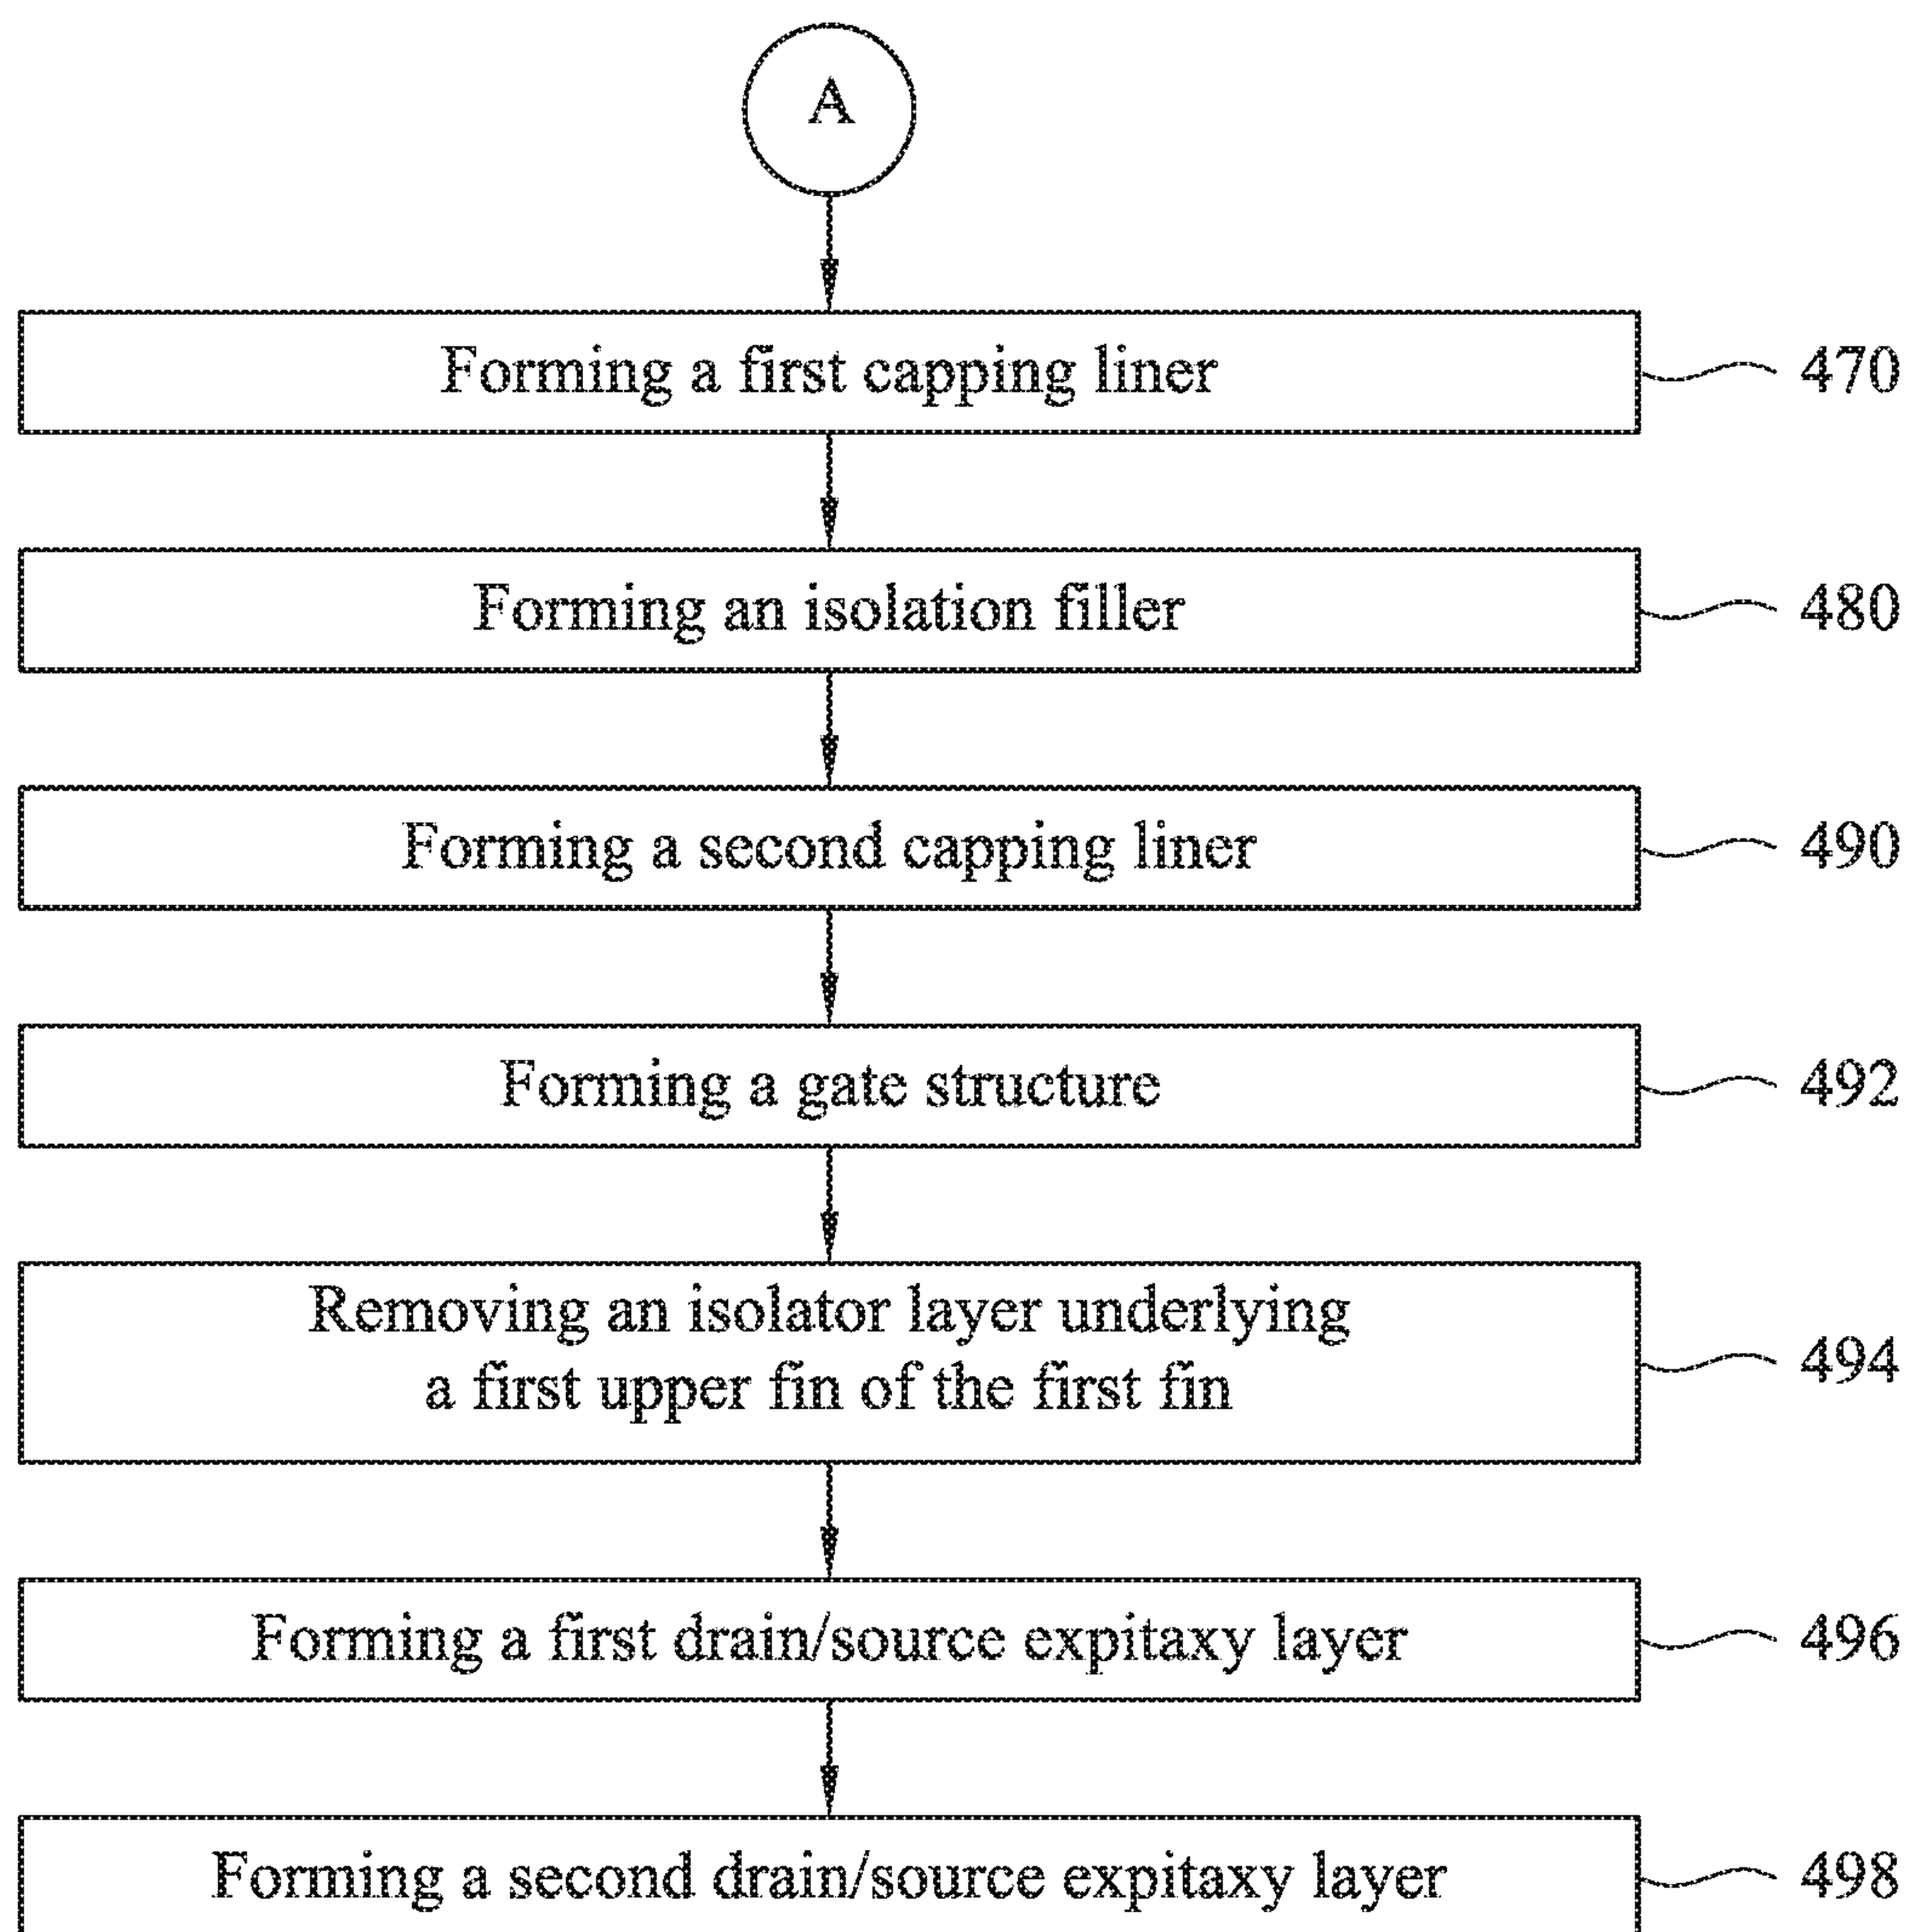 A
Forming a first capping liner
470
Forming an isolation filler
480
Forming a second capping liner
490
Forming a gate structure
492
Removing an isolator layer underlying
a first upper fin of the first fin
494
Forming a first drain/source expitaxy layer
496
Forming a second drain/source expitaxy layer
498